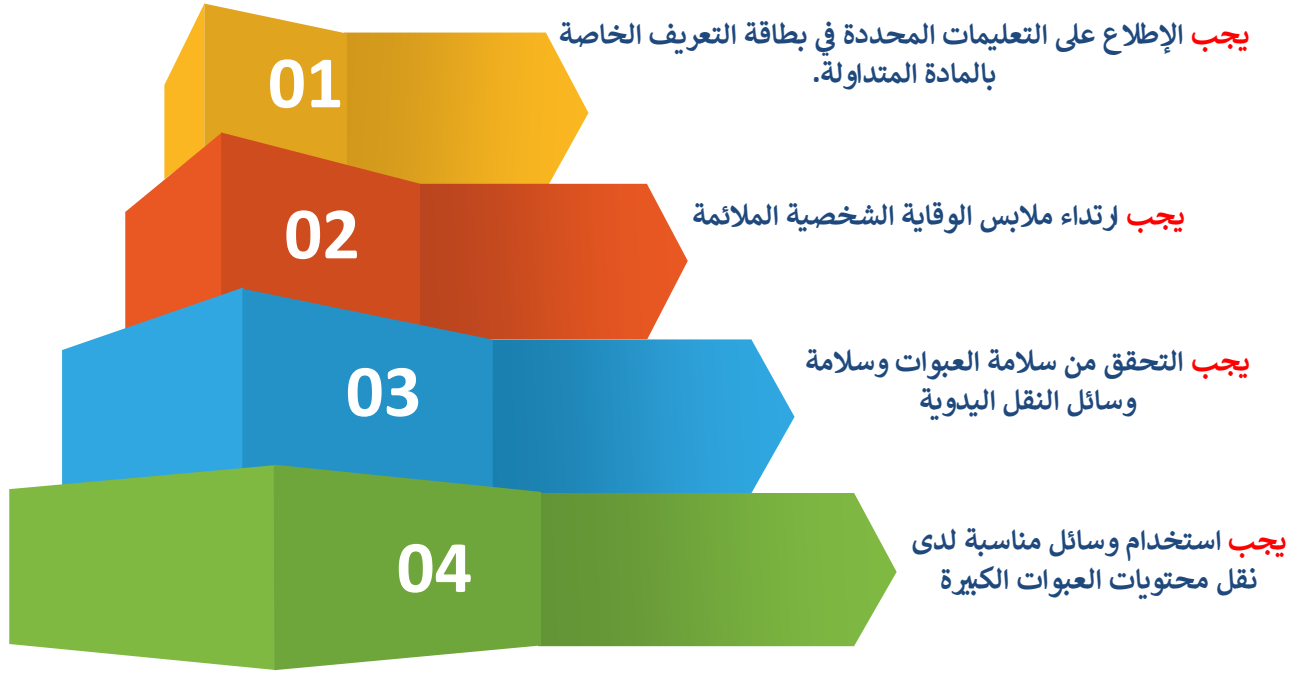 01
يجب الإطلاع على التعليمات المحددة في بطاقة التعريف الخاصة
بالمادة المتداولة.
02
يجب ارتداء ملابس الوقاية الشخصية الملائمة
03
يجب التحقق من سلامة العبوات وسلامة
وسائل النقل اليدوية
04
يجب استخدام وسائل مناسبة لدى
نقل محتويات العبوات الكبيرة